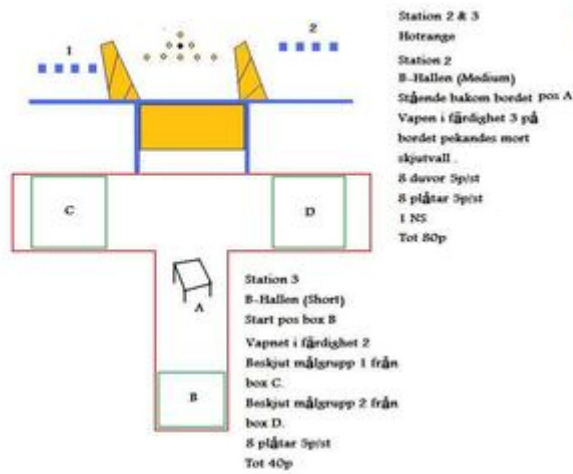 Station 2 & 3
Hotrange
Station 2
B-Hallen (Medium)
Stående bakom bordet pos A
Vapen i färdighet 3 på
bordet pekandes mort
skjutvall .
8 duvor 5p/st
8 plåtar 5p/st
1 NS
Tot 80p
1
2
C
D
A
B
Station 3
B-Hallen (Short)
Start pos box B
Vapnet i färdighet 2
Beskjut målgrupp 1 från
box C.
Beskjut målgrupp 2 från
box D.
8 plåtar 5p/st
Tot 40p